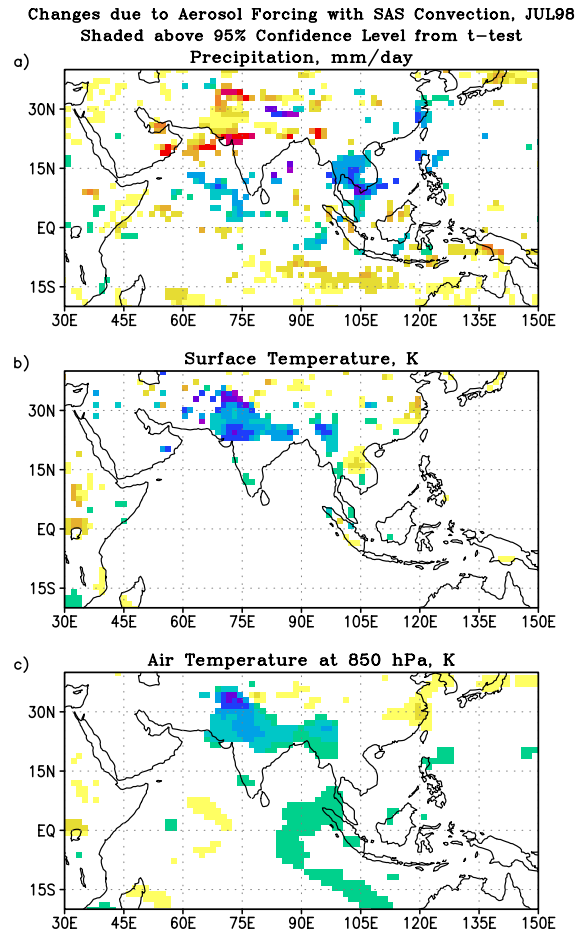 Changes due to Aerosol Forcing with SAS Convection, JUL98
Shaded above 95% Confidence Level from t-test
a) Precipitation, mm/day
30N
15N
EQ
15S
30E 45E 60E 75E 90E 105E 120E 135E 150E
b) Surface Temperature, K
30N
15N
EQ
15S
30E 45E 60E 75E 90E 105E 120E 135E 150E
c) Air Temperature at 850 hPa, K
30N
15N
EQ
15S
30E 45E 60E 75E 90E 105E 120E 135E 150E